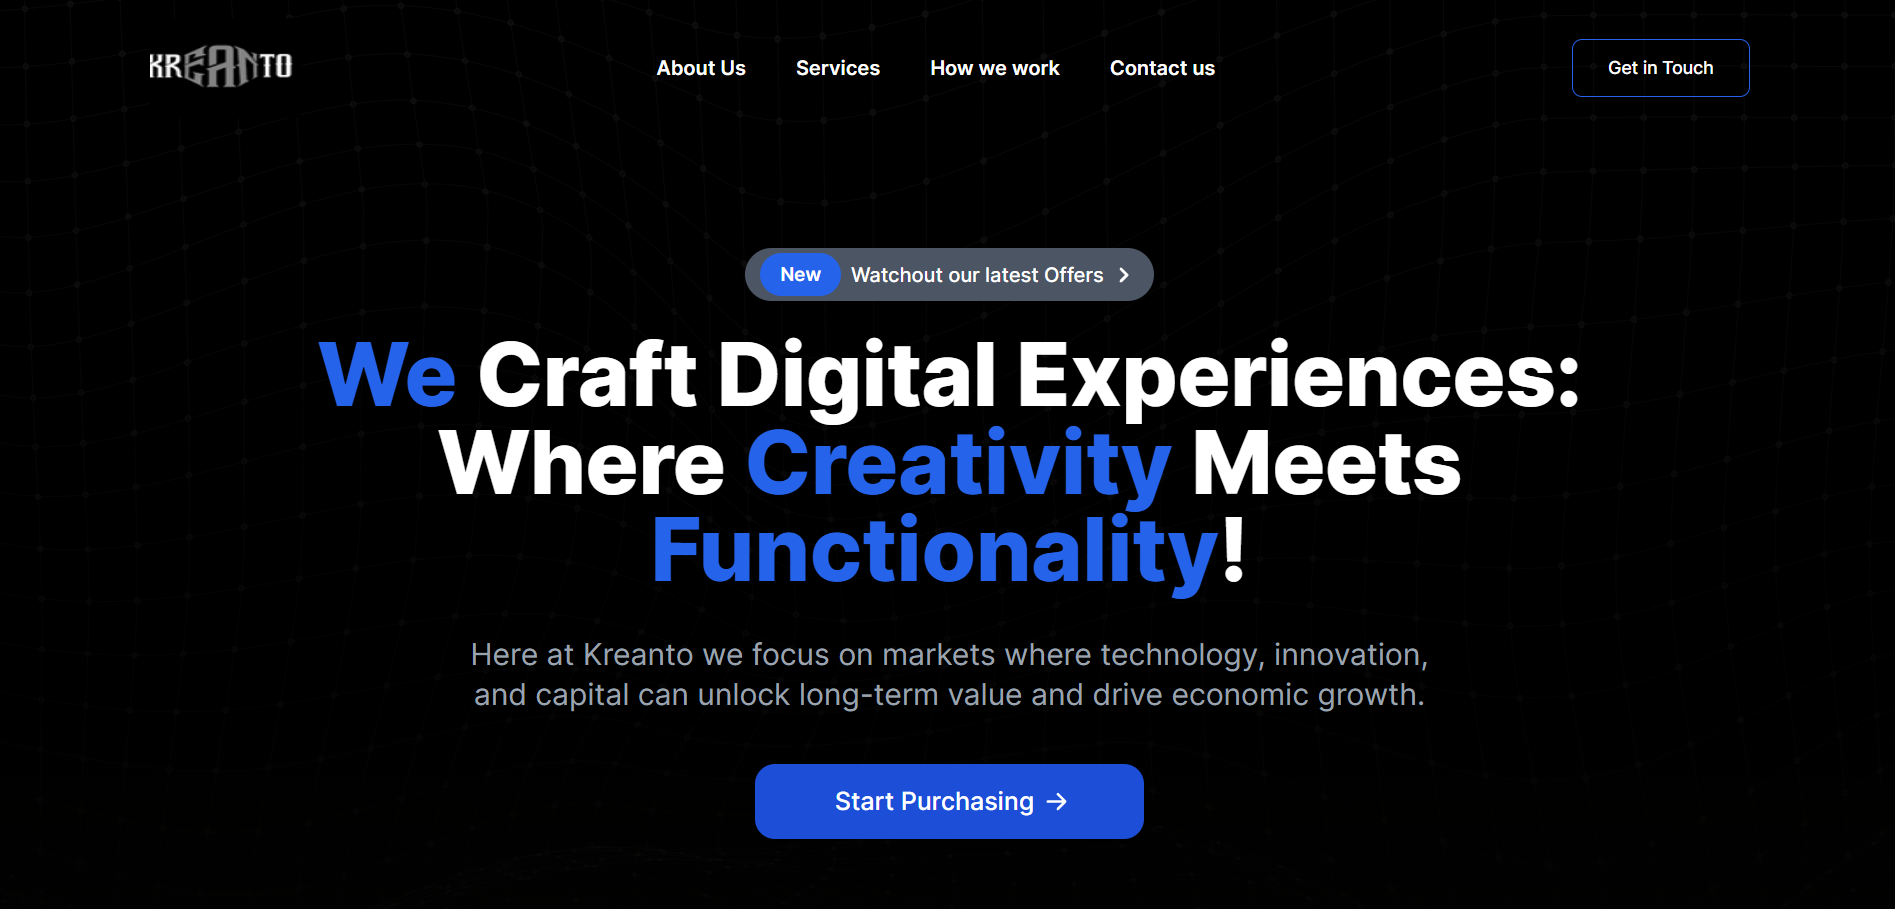 KREANTO
About Us
Services
How we work
Contact us
Get in Touch
New Watchout our latest Offers
We Craft Digital Experiences:
Where Creativity Meets
Functionality!
Here at Kreanto we focus on markets where technology, innovation,
and capital can unlock long-term value and drive economic growth.
Start Purchasing